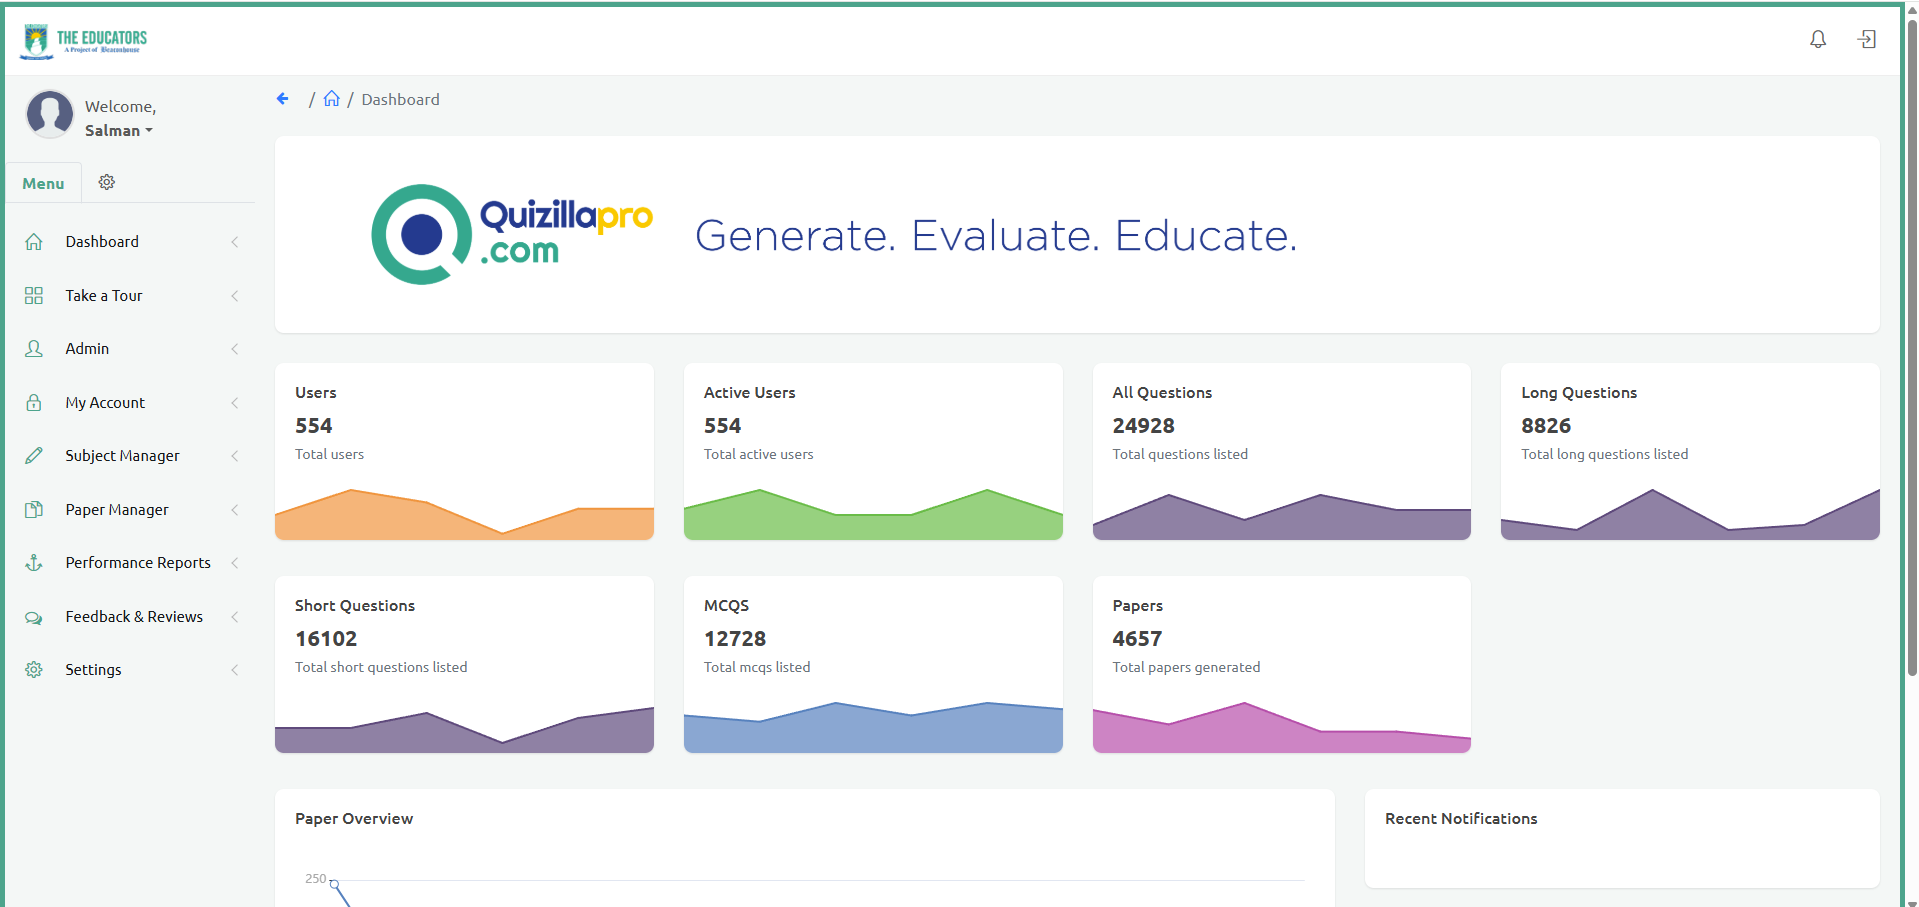 THE EDUCATORS
A Project of Beaconhouse
Welcome,
Salman
/ / Dashboard
Menu
Dashboard
Take a Tour
Admin
My Account
Subject Manager
Paper Manager
Performance Reports
Feedback & Reviews
Settings
Quizillapro
.com
Generate. Evaluate. Educate.
Users
554
Total users
Active Users
554
Total active users
All Questions
24928
Total questions listed
Long Questions
8826
Total long questions listed
Short Questions
16102
Total short questions listed
MCQS
12728
Total mcqs listed
Papers
4657
Total papers generated
Paper Overview
250
Recent Notifications